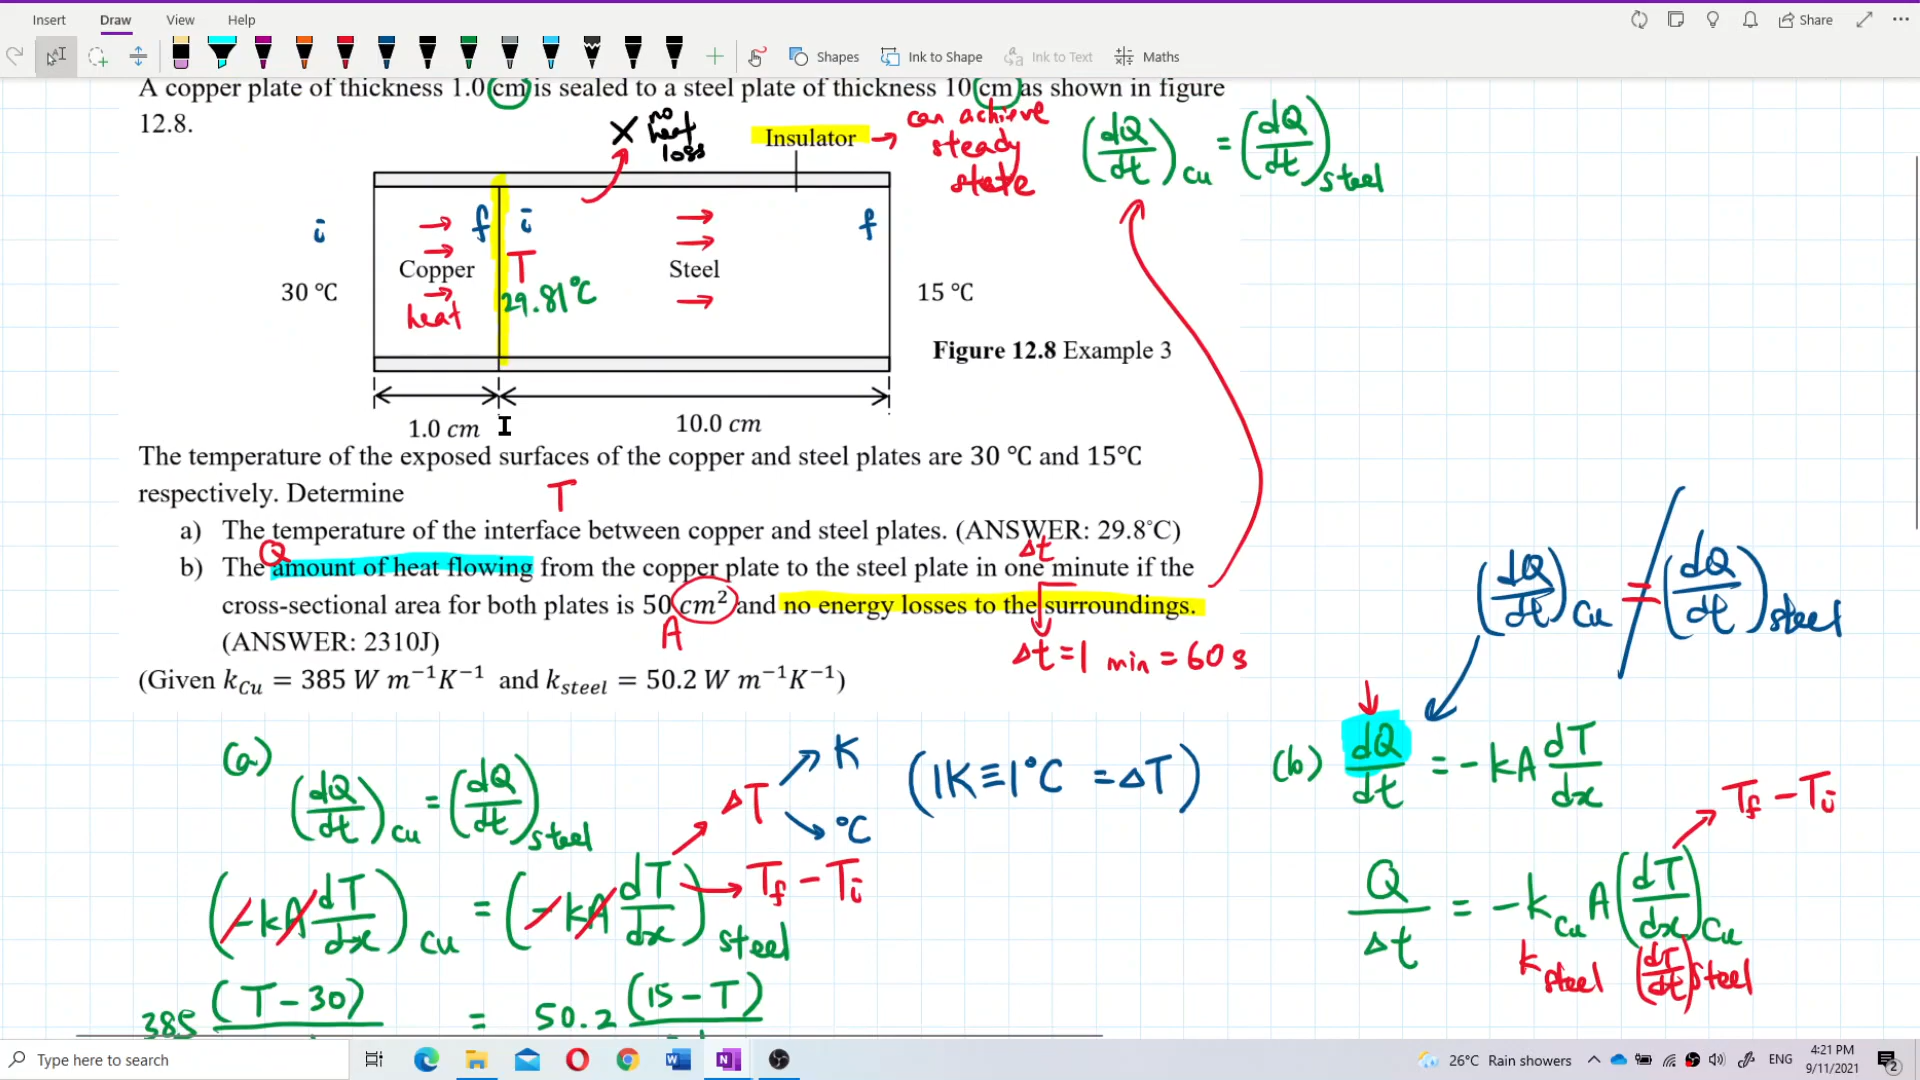 Insert Draw View Help
Share
Shapes Ink to Shape Ink to Text Maths
A copper plate of thickness 1.0 cm is sealed to a steel plate of thickness 10 cm as shown in figure
12.8.
X no heat loss
Insulator → can achieve steady state
(dQ/dt)Cu = (dQ/dt)steel
i
f
i
f
Copper
T
Steel
30 °C
29.81°C
15 °C
heat
Figure 12.8 Example 3
1.0 cm
10.0 cm
The temperature of the exposed surfaces of the copper and steel plates are 30 °C and 15°C
respectively. Determine
T
a) The temperature of the interface between copper and steel plates. (ANSWER: 29.8°C)
Q
Δt
b) The amount of heat flowing from the copper plate to the steel plate in one minute if the
cross-sectional area for both plates is 50 cm² and no energy losses to the surroundings.
A
(ANSWER: 2310J)
Δt = 1 min = 60 s
(Given kCu = 385 W m⁻¹K⁻¹ and ksteel = 50.2 W m⁻¹K⁻¹)
(dQ/dt)Cu = (dQ/dt)steel
(a)
(dQ/dt)Cu = (dQ/dt)steel
ΔT
K
°C
(1K ≡ 1°C = ΔT)
(-kA dT/dx)Cu = (-kA dT/dx)steel
Tf - Ti
385 (T - 30) = 50.2 (15 - T)
(b) dQ/dt = -kA dT/dx
Tf - Ti
Q/Δt = -kCu A (dT/dx)Cu
ksteel (dT/dt)steel
Type here to search
26°C Rain showers
ENG
4:21 PM
9/11/2021
2